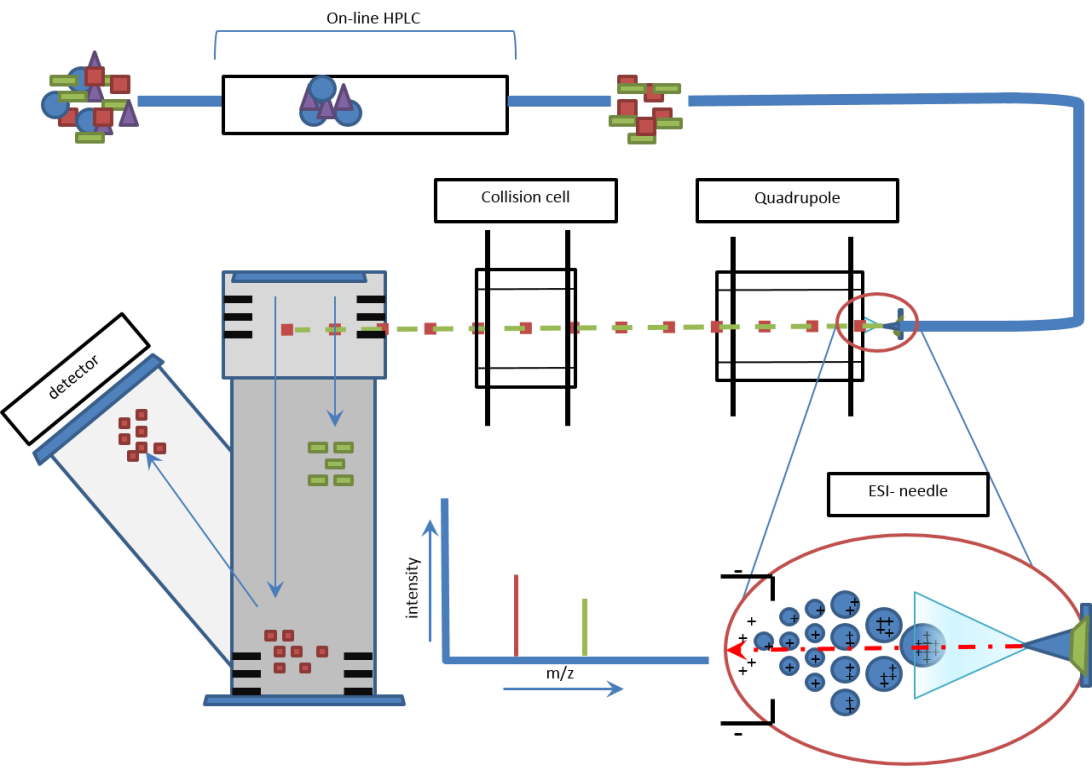 On-line HPLC
Collision cell
Quadrupole
detector
ESI- needle
intensity
m/z